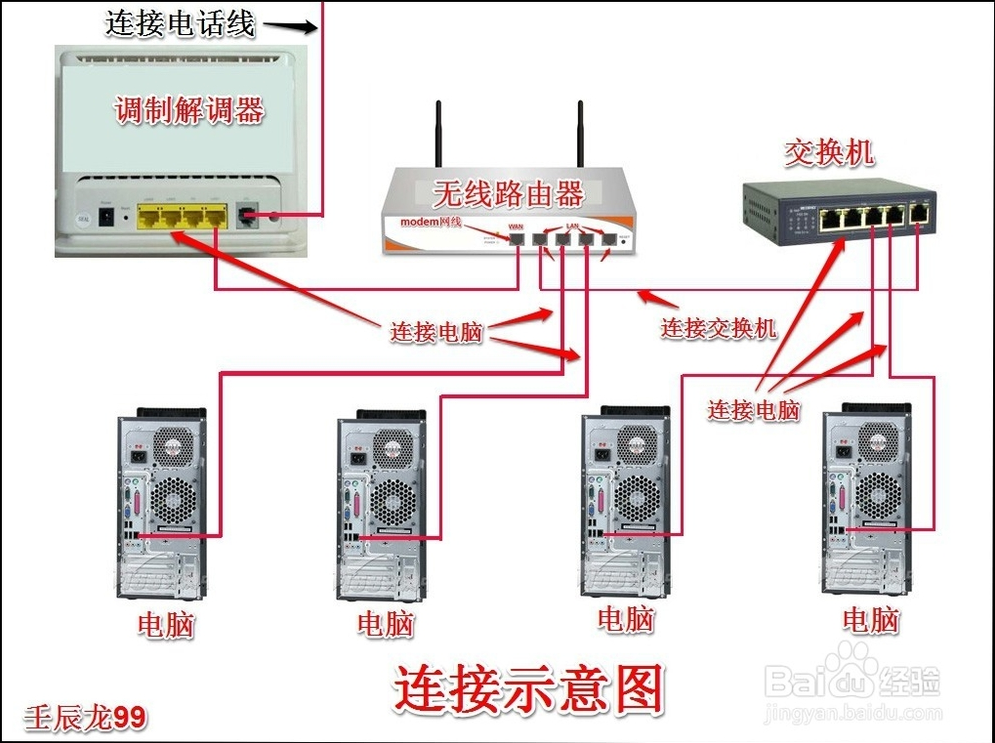 连接电话线
调制解调器
无线路由器
modem网线
WAN
LAN
RESET
交换机
连接电脑
连接交换机
连接电脑
电脑
电脑
电脑
电脑
连接示意图
壬辰龙99
Baidu经验
jingyan.baidu.com